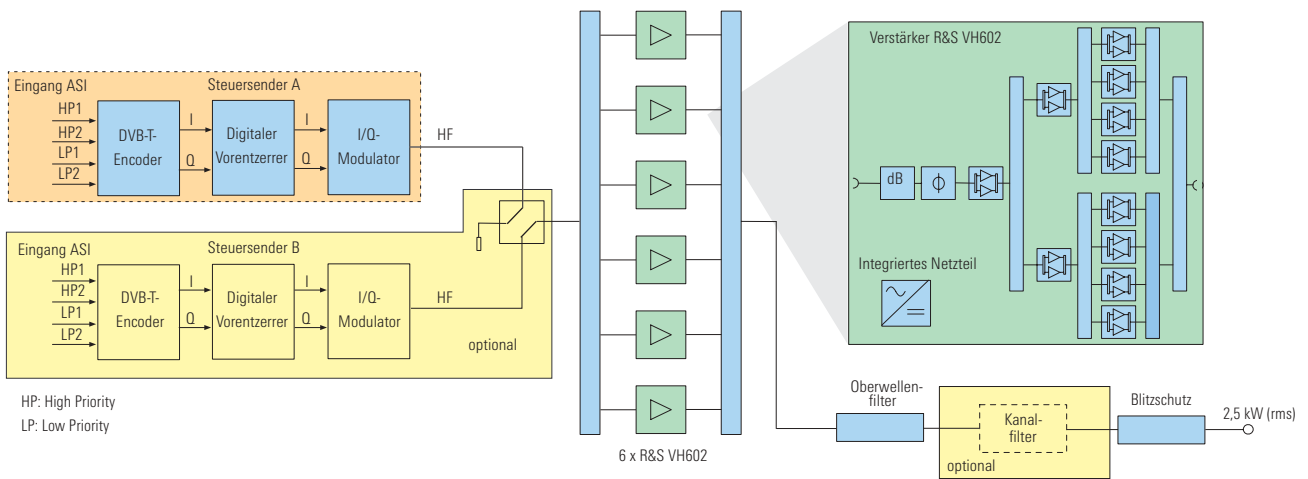 Eingang ASI
Steuersender A
HP1
HP2
LP1
LP2
DVB-T-
Encoder
I
Q
Digitaler
Vorentzerrer
I
Q
I/Q-
Modulator
HF
Eingang ASI
Steuersender B
HP1
HP2
LP1
LP2
DVB-T-
Encoder
I
Q
Digitaler
Vorentzerrer
I
Q
I/Q-
Modulator
HF
optional
HP: High Priority
LP: Low Priority
6 x R&S VH602
Verstärker R&S VH602
dB
ϕ
Integriertes Netzteil
Oberwellen-
filter
Kanal-
filter
optional
Blitzschutz
2,5 kW (rms)